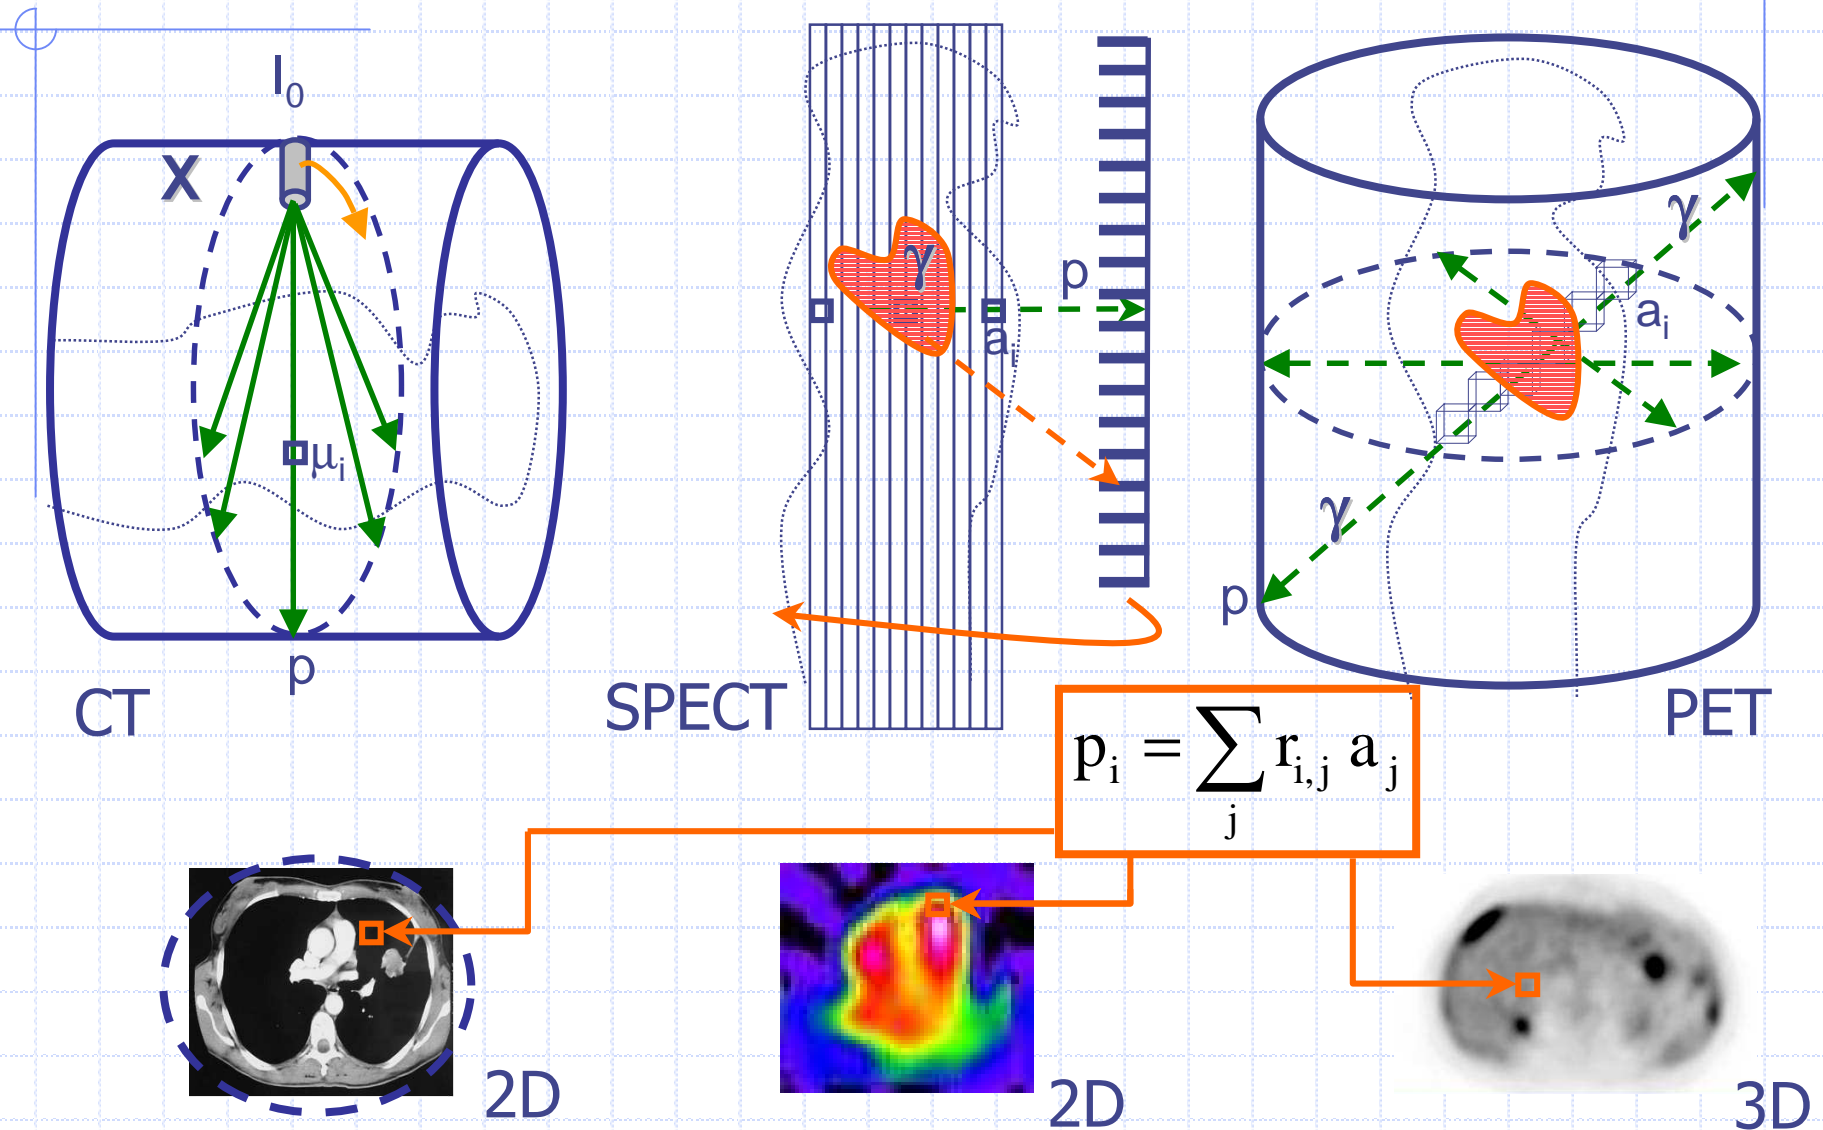 I₀
X
μᵢ
p
CT
γ
p
aᵢ
SPECT
γ
aᵢ
γ
p
PET
pᵢ = ∑ⱼ rᵢ,ⱼ aⱼ
2D
2D
3D